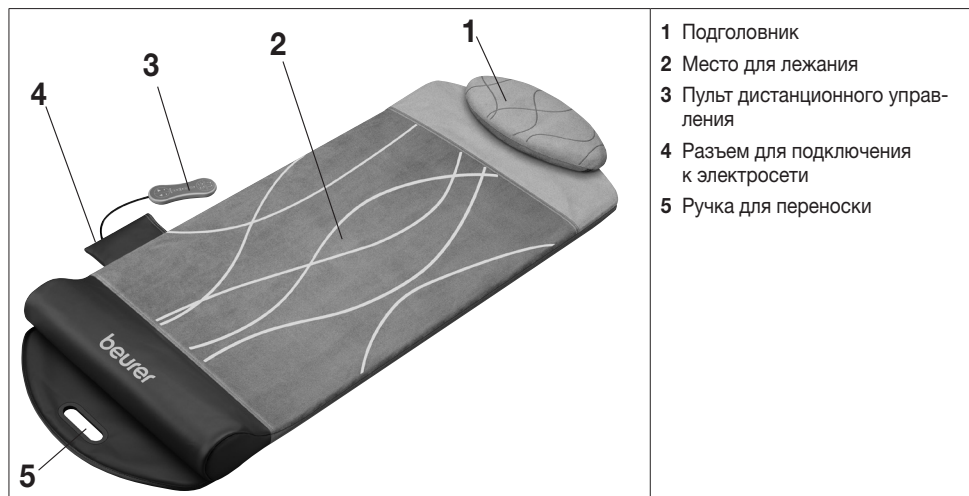 1
2
3
4
beurer
5
1 Подголовник
2 Место для лежания
3 Пульт дистанционного управ-
ления
4 Разъем для подключения
к электросети
5 Ручка для переноски